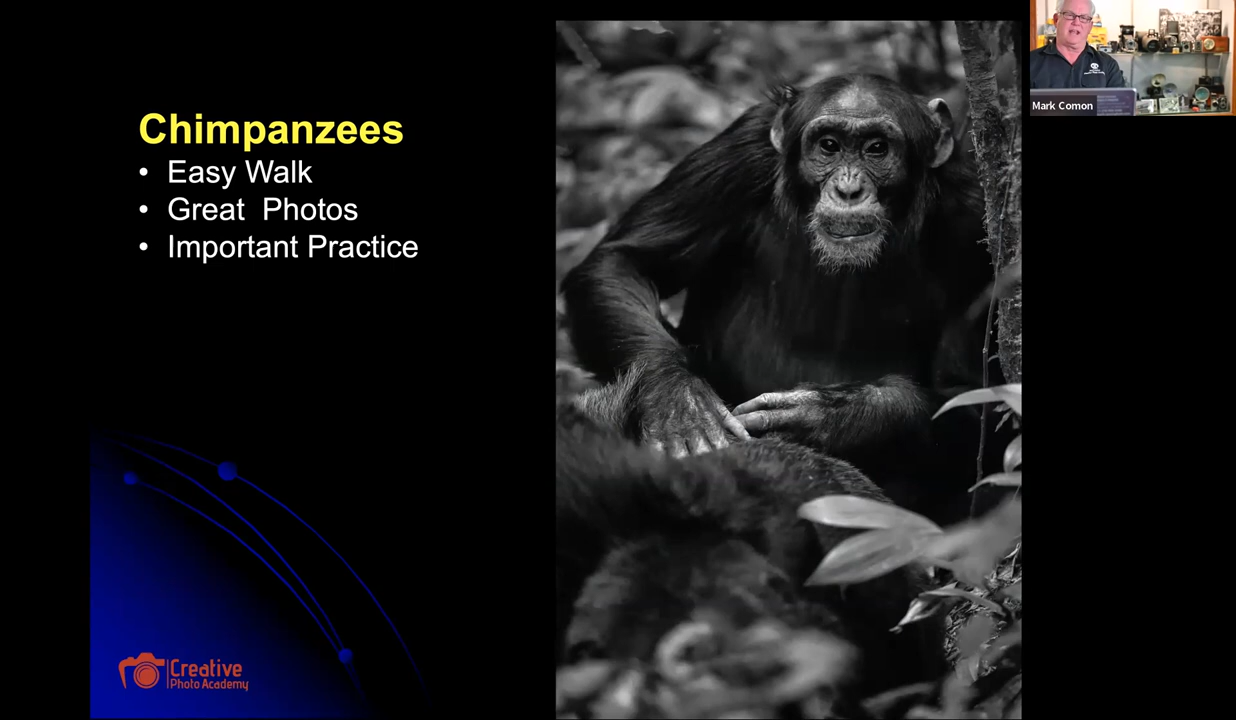 Chimpanzees
• Easy Walk
• Great  Photos
• Important Practice
Mark Comon
Creative
Photo Academy